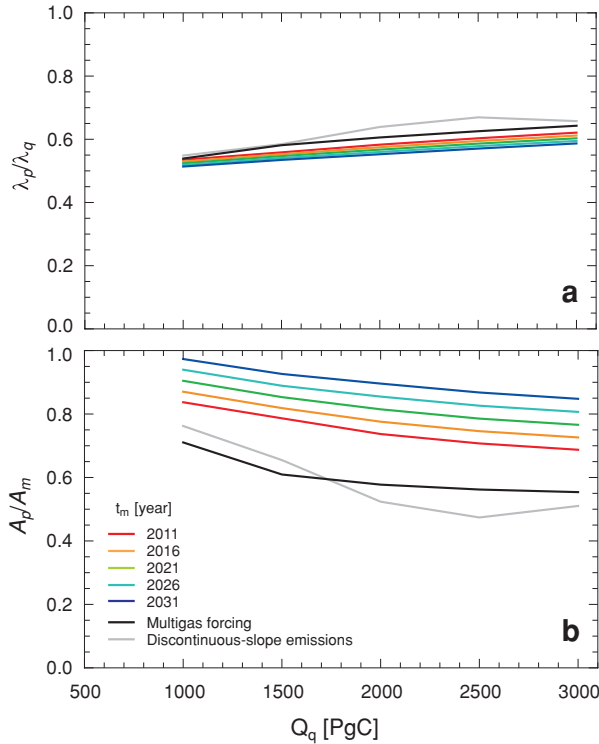 1.0
0.8
0.6
0.4
0.2
0.0
λp/λq
a
1.0
0.8
0.6
0.4
0.2
0.0
Ap/Am
tm [year]
2011
2016
2021
2026
2031
Multigas forcing
Discontinuous-slope emissions
b
500 1000 1500 2000 2500 3000
Qq [PgC]